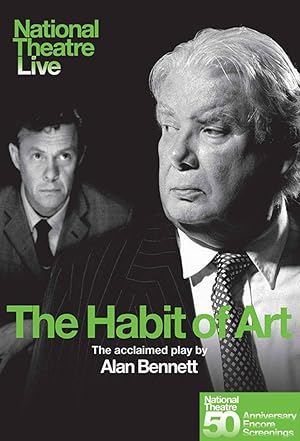 National
Theatre
Live
The Habit of Art
The acclaimed play by
Alan Bennett
National
Theatre
50
Anniversary
Encore
Screenings